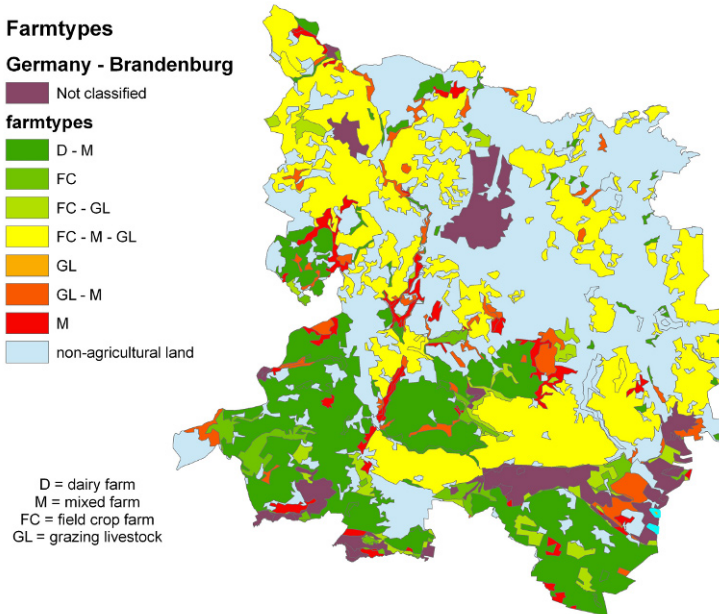 Farmtypes
Germany - Brandenburg
Not classified
farmtypes
D - M
FC
FC - GL
FC - M - GL
GL
GL - M
M
non-agricultural land
D = dairy farm
M = mixed farm
FC = field crop farm
GL = grazing livestock